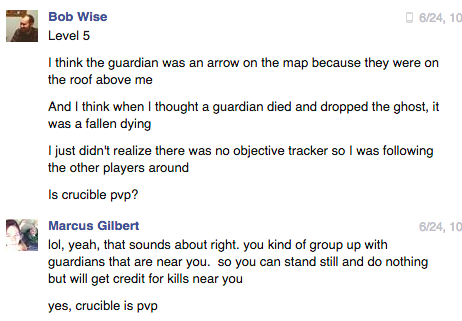 Bob Wise
6/24, 10
Level 5
I think the guardian was an arrow on the map because they were on
the roof above me
And I think when I thought a guardian died and dropped the ghost, it
was a fallen dying
I just didn't realize there was no objective tracker so I was following
the other players around
Is crucible pvp?
Marcus Gilbert
6/24, 10
lol, yeah, that sounds about right. you kind of group up with
guardians that are near you.  so you can stand still and do nothing
but will get credit for kills near you
yes, crucible is pvp